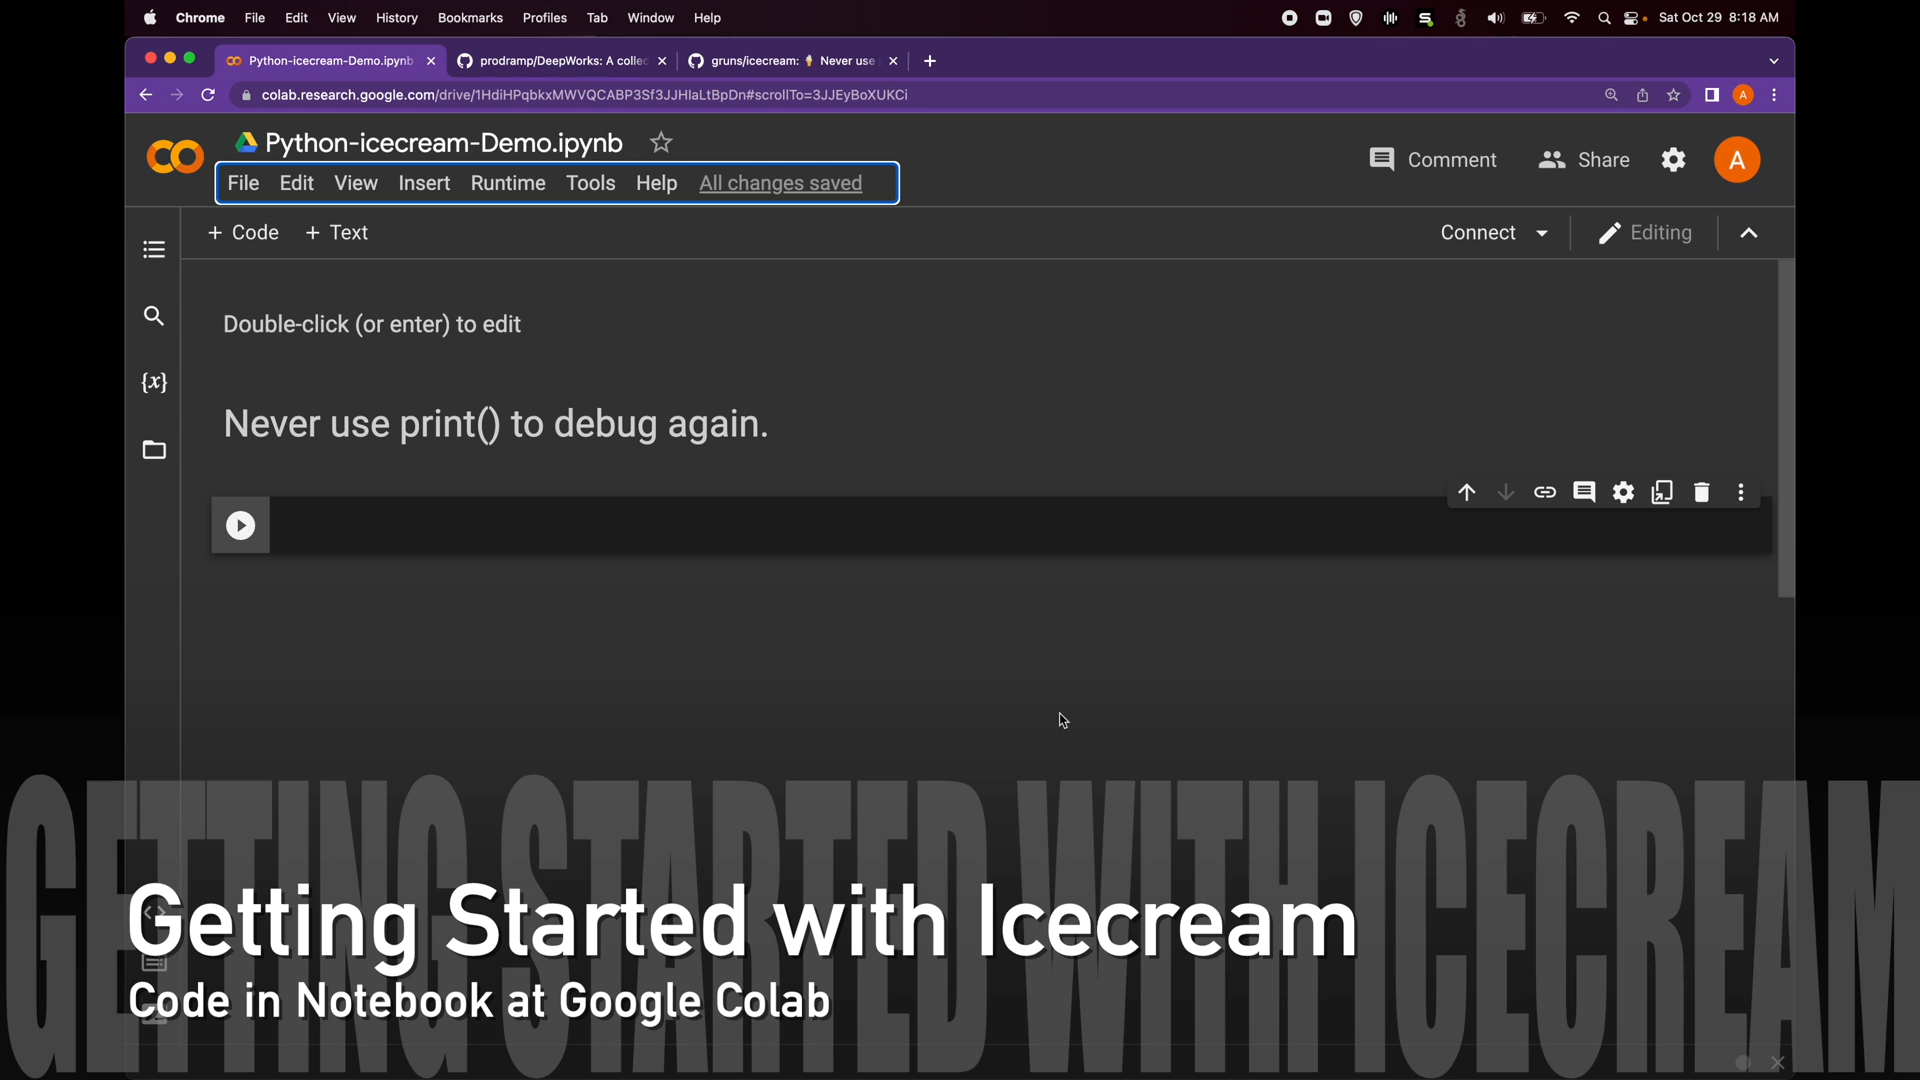 Chrome File Edit View History Bookmarks Profiles Tab Window Help
Sat Oct 29 8:18 AM
Python-icecream-Demo.ipynb
prodramp/DeepWorks: A collec
gruns/icecream: 🍦 Never use
colab.research.google.com/drive/1HdiHPqbkxMWVQCABP3Sf3JJHIaLtBpDn#scrollTo=3JJEyBoXUKCi
A
Python-icecream-Demo.ipynb
File Edit View Insert Runtime Tools Help All changes saved
Comment
Share
A
+ Code + Text
Connect
Editing
{x}
Double-click (or enter) to edit
Never use print() to debug again.
GETTING STARTED WITH ICECREAM
Getting Started with Icecream
Code in Notebook at Google Colab